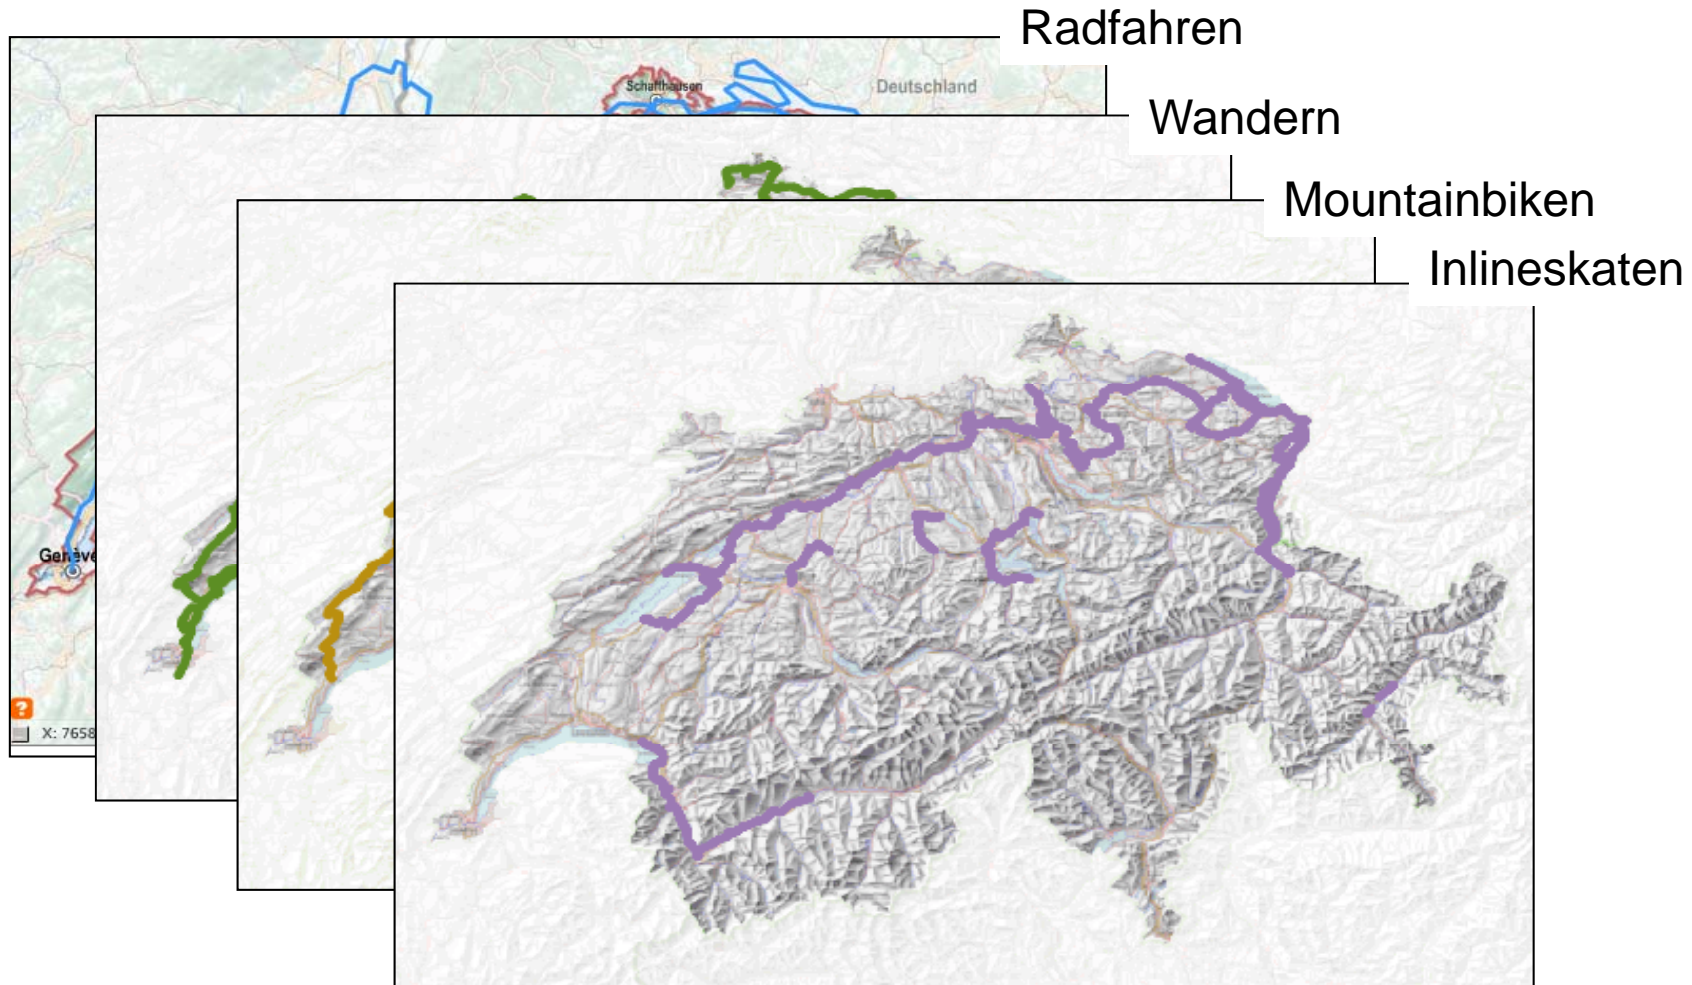 Radfahren
Schaffhausen
Deutschland
Wandern
Mountainbiken
Inlineskaten
Genève
?
X: 7658